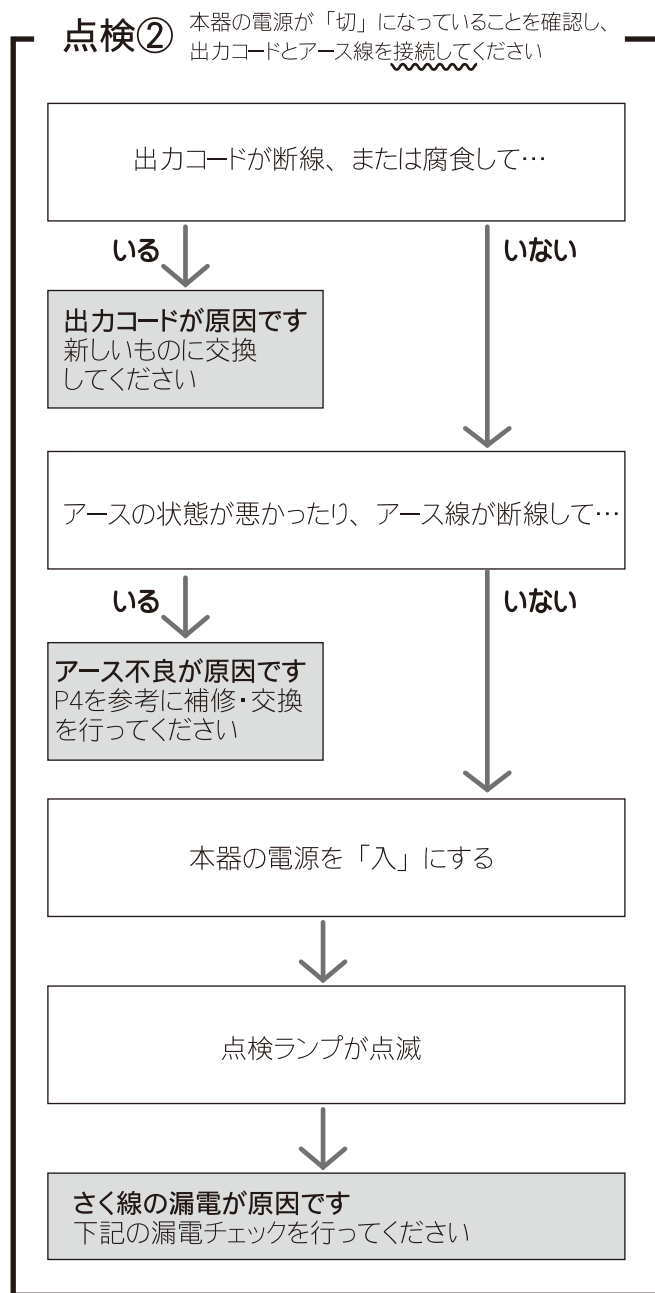 点検②
本器の電源が「切」になっていることを確認し、
出力コードとアース線を接続してください
出力コードが断線、または腐食して…
いる
いない
出力コードが原因です
新しいものに交換
してください
アースの状態が悪かったり、アース線が断線して…
いる
いない
アース不良が原因です
P4を参考に補修・交換
を行ってください
本器の電源を「入」にする
点検ランプが点滅
さく線の漏電が原因です
下記の漏電チェックを行ってください